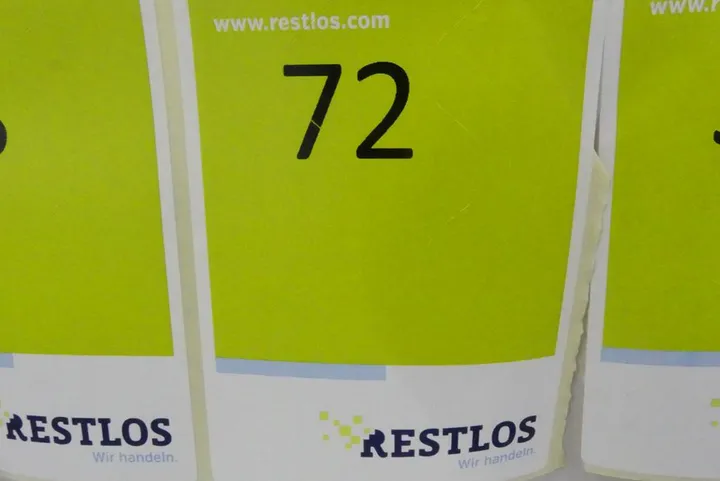 www.restlos.com
72
RESTLOS
Wir handeln.
RESTLOS
Wir handeln.